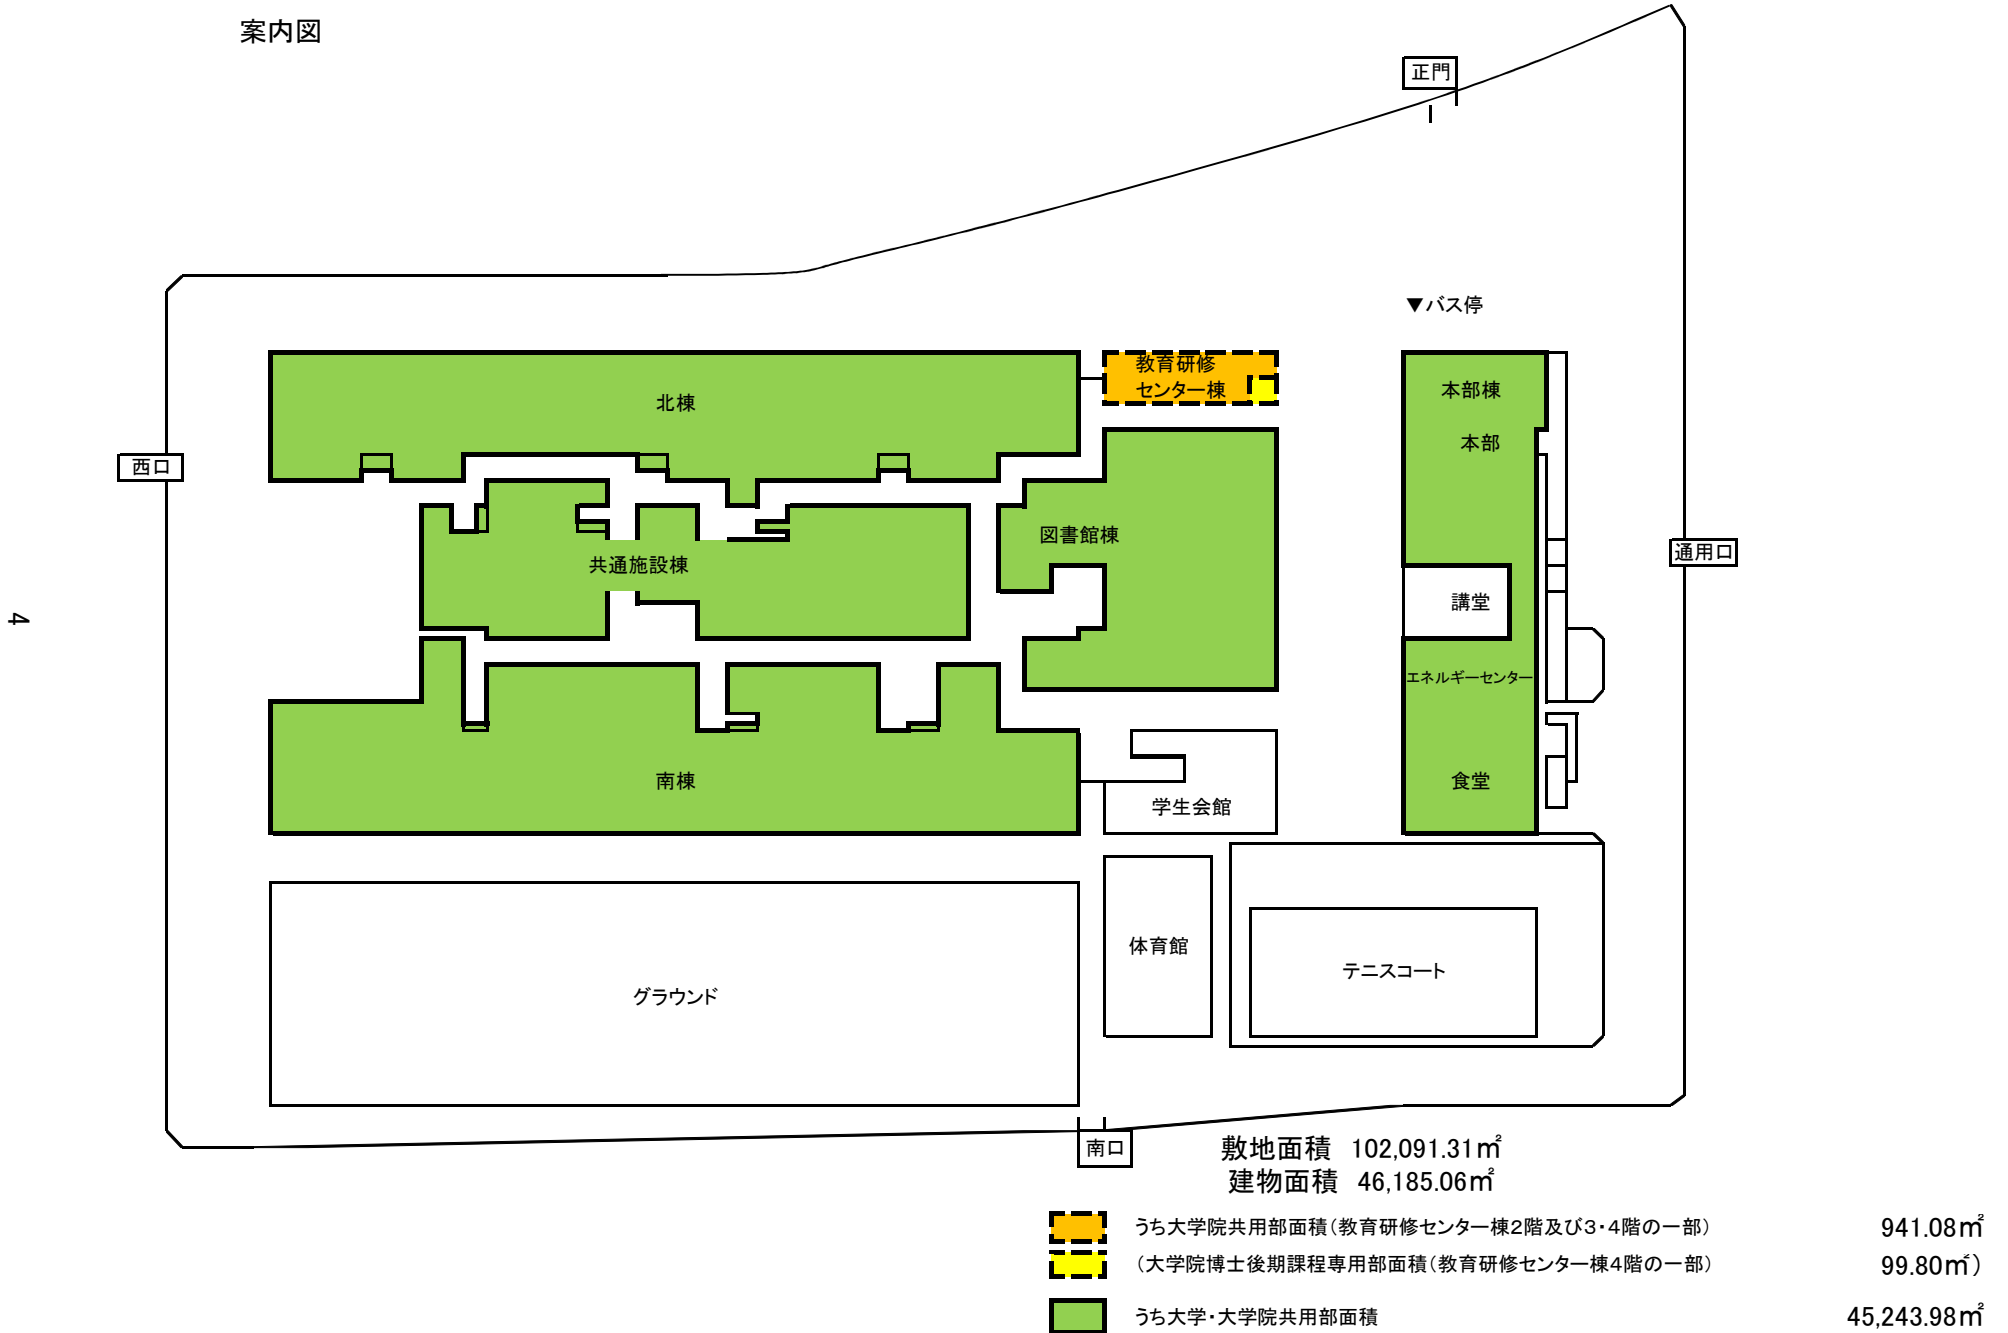 案内図
正門
▼バス停
教育研修
センター棟
本部棟
北棟
本部
西口
図書館棟
通用口
共通施設棟
講堂
4
エネルギーセンター
南棟
食堂
学生会館
体育館
テニスコート
グラウンド
南口
敷地面積 102,091.31㎡
建物面積 46,185.06㎡
うち大学院共用部面積(教育研修センター棟2階及び3・4階の一部) 941.08㎡
(大学院博士後期課程専用部面積(教育研修センター棟4階の一部) 99.80㎡)
うち大学・大学院共用部面積 45,243.98㎡